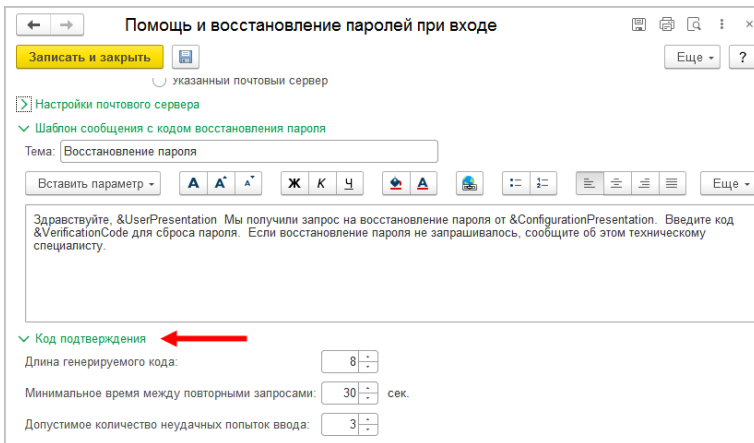 Помощь и восстановление паролей при входе
Записать и закрыть
Еще
?
Указанный почтовый сервер
Настройки почтового сервера
Шаблон сообщения с кодом восстановления пароля
Тема: Восстановление пароля
Вставить параметр
A A A Ж К Ч A Еще
Здравствуйте, &UserPresentation Мы получили запрос на восстановление пароля от &ConfigurationPresentation. Введите код
&VerificationCode для сброса пароля. Если восстановление пароля не запрашивалось, сообщите об этом техническому
специалисту.
Код подтверждения
Длина генерируемого кода: 8
Минимальное время между повторными запросами: 30 сек.
Допустимое количество неудачных попыток ввода: 3